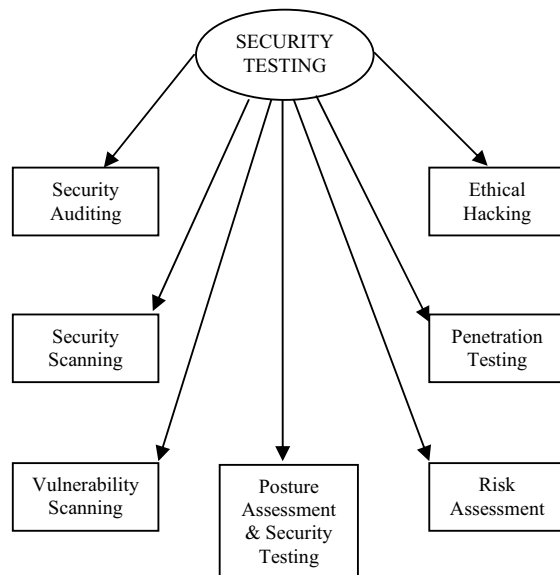 SECURITY
TESTING
Security
Auditing
Ethical
Hacking
Security
Scanning
Penetration
Testing
Vulnerability
Scanning
Posture
Assessment
& Security
Testing
Risk
Assessment